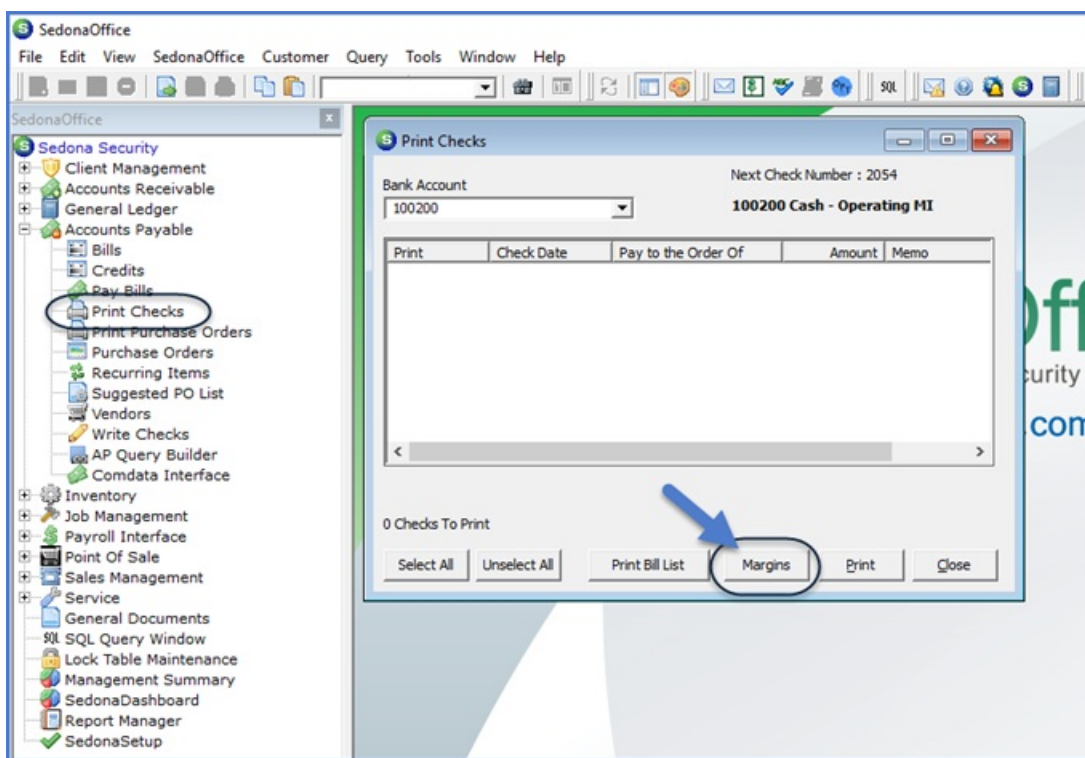 SedonaOffice
File Edit View SedonaOffice Customer Query Tools Window Help
SQL
SedonaOffice
Sedona Security
Client Management
Accounts Receivable
General Ledger
Accounts Payable
Bills
Credits
Pay Bills
Print Checks
Print Purchase Orders
Purchase Orders
Recurring Items
Suggested PO List
Vendors
Write Checks
AP Query Builder
Comdata Interface
Inventory
Job Management
Payroll Interface
Point Of Sale
Sales Management
Service
General Documents
SQL SQL Query Window
Lock Table Maintenance
Management Summary
SedonaDashboard
Report Manager
SedonaSetup
Print Checks
Bank Account
Next Check Number : 2054
100200
100200 Cash - Operating MI
Print Check Date Pay to the Order Of Amount Memo
0 Checks To Print
Select All Unselect All Print Bill List Margins Print Close
Off
curity
.com